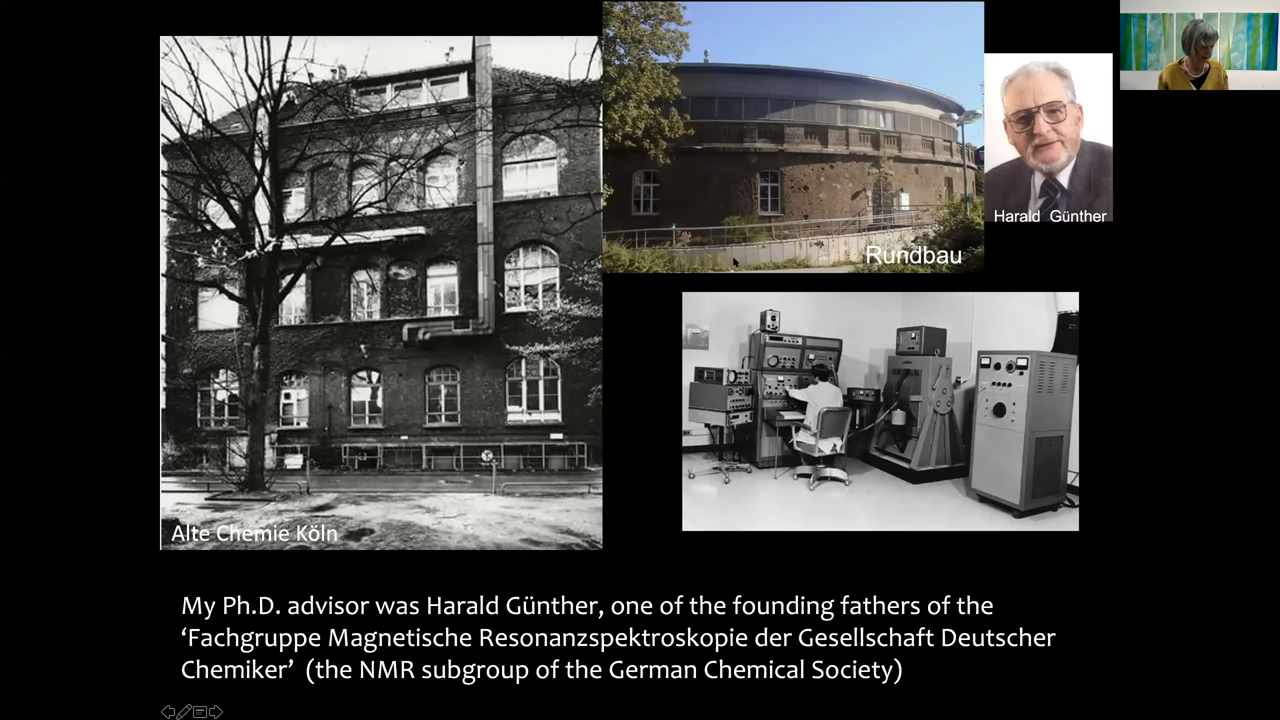 Harald Günther
Rundbau
Alte Chemie Köln
My Ph.D. advisor was Harald Günther, one of the founding fathers of the
‘Fachgruppe Magnetische Resonanzspektroskopie der Gesellschaft Deutscher
Chemiker’ (the NMR subgroup of the German Chemical Society)